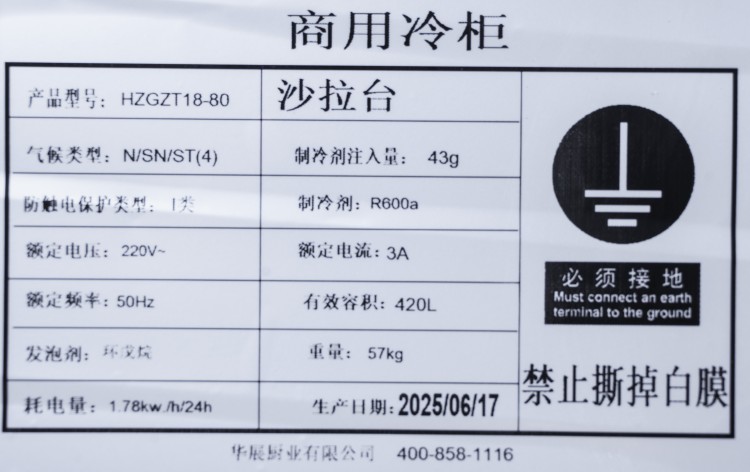 商用冷柜
产品型号: HZGZT18-80
沙拉台
气候类型: N/SN/ST(4)
制冷剂注入量: 43g
防触电保护类型: I类
制冷剂: R600a
额定电压: 220V~
额定电流: 3A
额定频率: 50Hz
有效容积: 420L
发泡剂: 环戊烷
重量: 57kg
耗电量: 1.78kw./h/24h
生产日期: 2025/06/17
必须接地
Must connect an earth
terminal to the ground
禁止撕掉白膜
华展厨业有限公司 400-858-1116